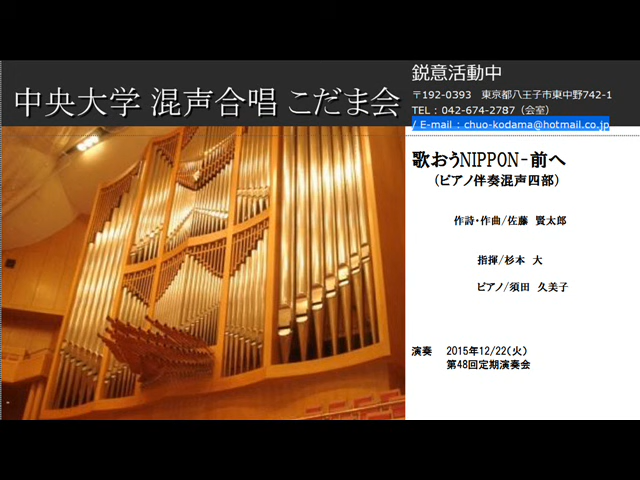 中央大学 混声合唱 こだま会
鋭意活動中
〒192-0393 東京都八王子市東中野742-1
TEL : 042-674-2787（会室）
/ E-mail : chuo-kodama@hotmail.co.jp
歌おうNIPPON-前へ
（ピアノ伴奏混声四部）
作詩・作曲/佐藤 賢太郎
指揮/杉本 大
ピアノ/須田 久美子
演奏 2015年12/22(火)
第48回定期演奏会